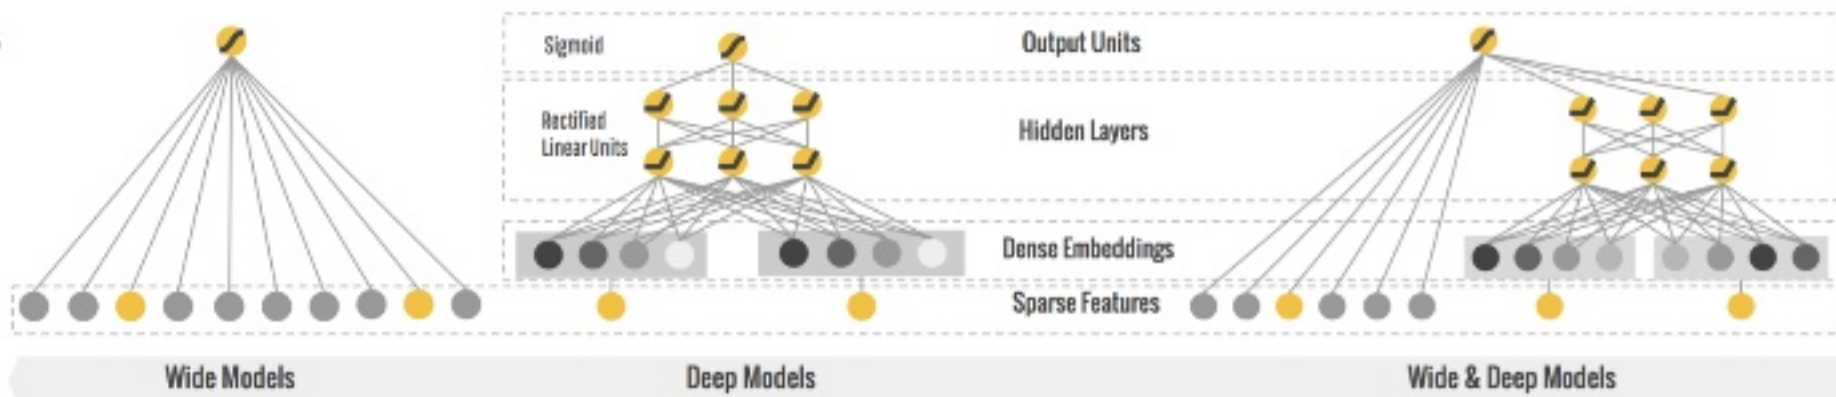 Sigmoid
Output Units
Rectified
Linear Units
Hidden Layers
Dense Embeddings
Sparse Features
Wide Models
Deep Models
Wide & Deep Models